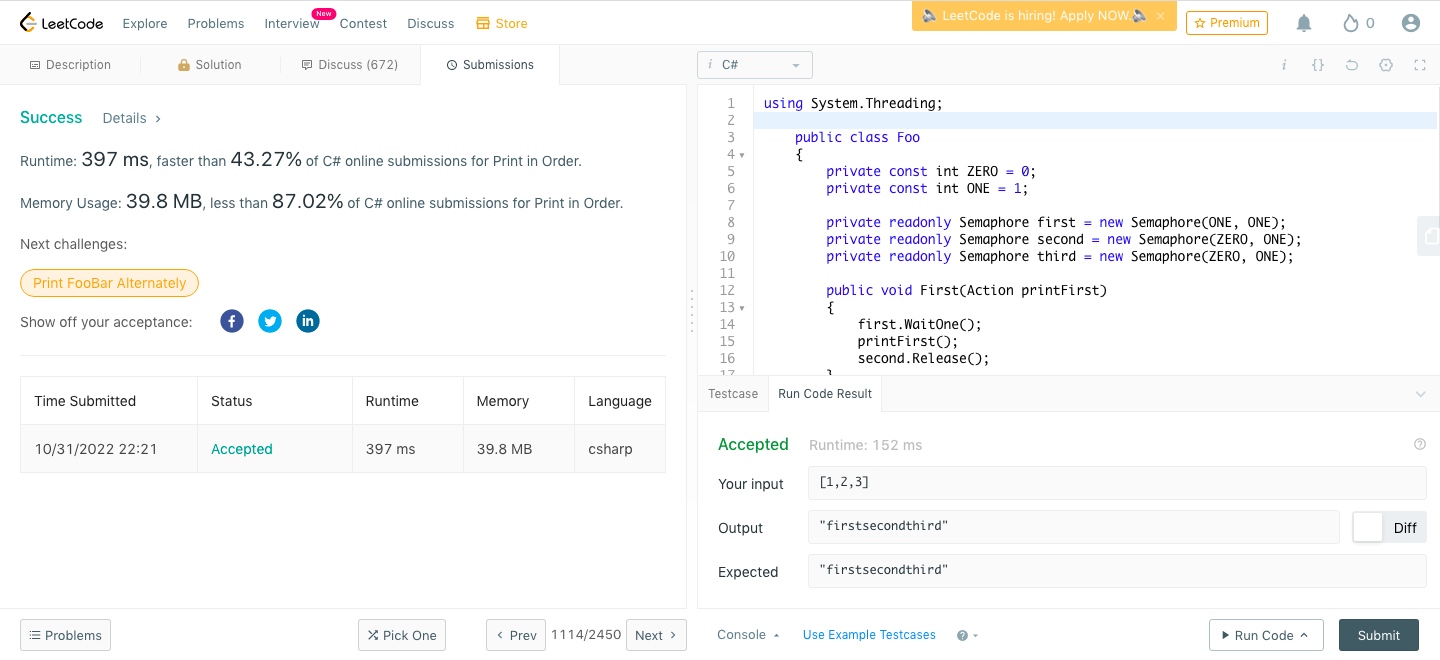 LeetCode Explore Problems Interview New Contest Discuss Store LeetCode is hiring! Apply NOW. × Premium 0
Description Solution Discuss (672) Submissions
Success Details >
Runtime: 397 ms, faster than 43.27% of C# online submissions for Print in Order.
Memory Usage: 39.8 MB, less than 87.02% of C# online submissions for Print in Order.
Next challenges:
Print FooBar Alternately
Show off your acceptance:
Time Submitted Status Runtime Memory Language
10/31/2022 22:21 Accepted 397 ms 39.8 MB csharp
Problems Pick One < Prev 1114/2450 Next >
i C# i {}
1 using System.Threading;
2
3 public class Foo
4 {
5 private const int ZERO = 0;
6 private const int ONE = 1;
7
8 private readonly Semaphore first = new Semaphore(ONE, ONE);
9 private readonly Semaphore second = new Semaphore(ZERO, ONE);
10 private readonly Semaphore third = new Semaphore(ZERO, ONE);
11
12 public void First(Action printFirst)
13 {
14 first.WaitOne();
15 printFirst();
16 second.Release();
17 }
Testcase Run Code Result
Accepted Runtime: 152 ms
Your input [1,2,3]
Output "firstsecondthird" Diff
Expected "firstsecondthird"
Console Use Example Testcases Run Code Submit